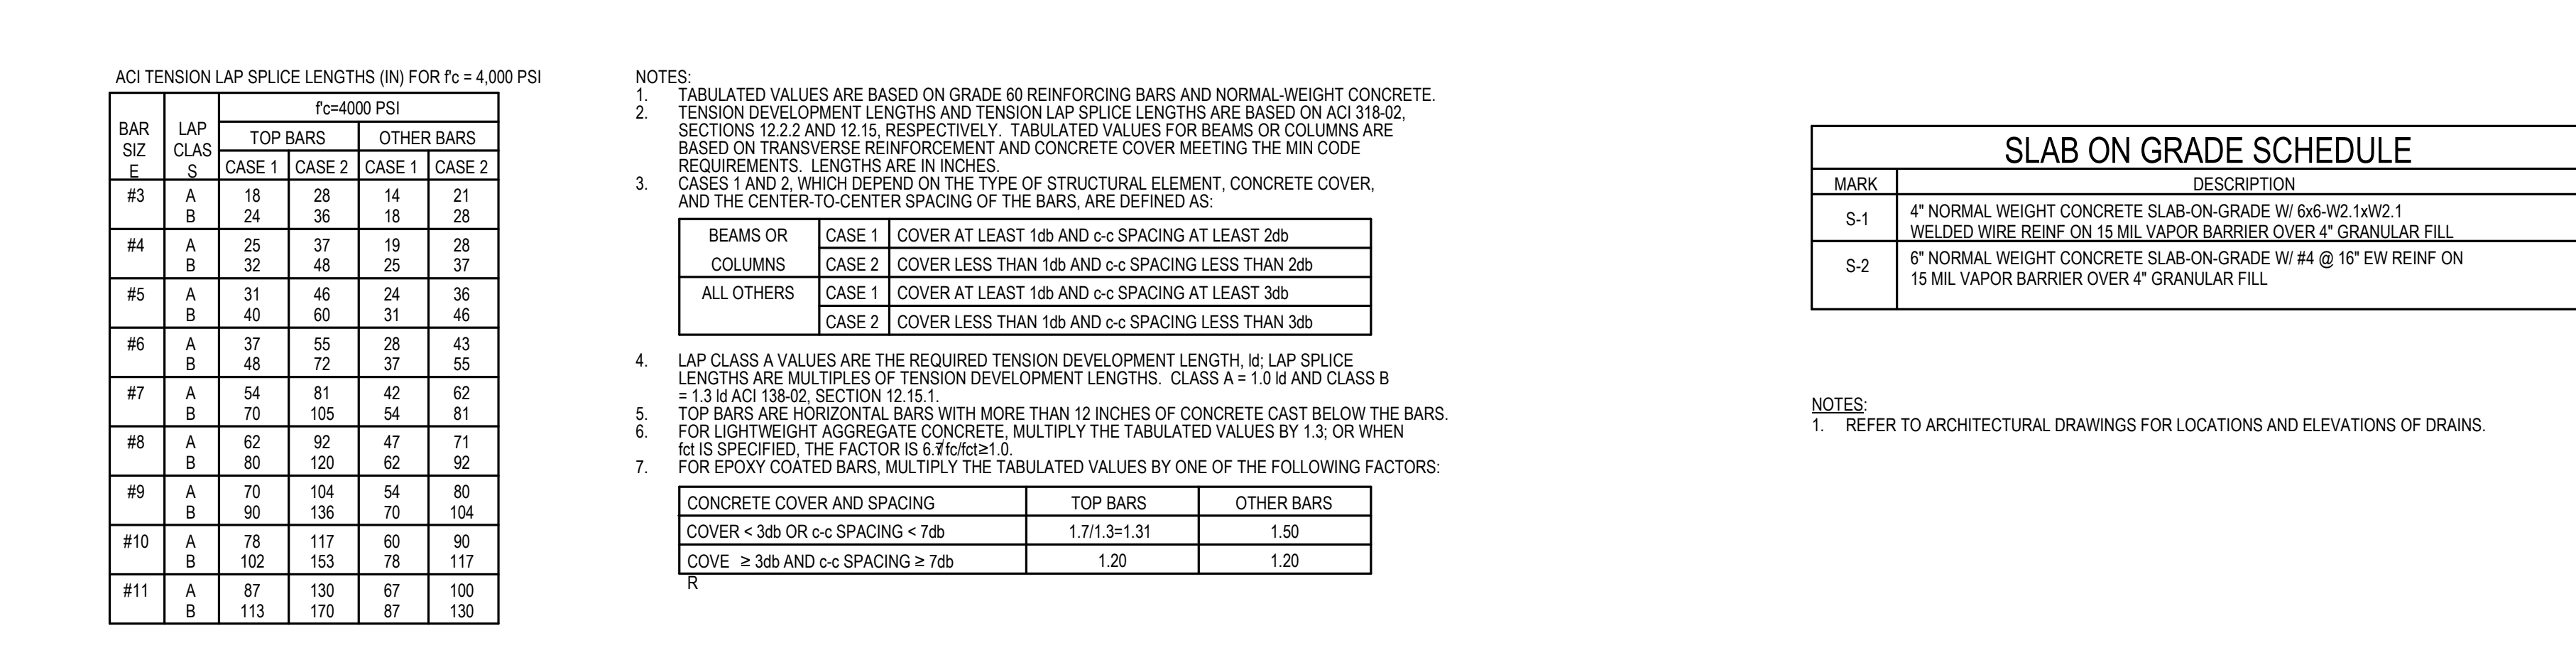 ACI TENSION LAP SPLICE LENGTHS (IN) FOR f'c = 4,000 PSI
f'c=4000 PSI
BAR SIZ E LAP CLAS S TOP BARS OTHER BARS
CASE 1 CASE 2 CASE 1 CASE 2
#3 A 18 28 14 21
B 24 36 18 28
#4 A 25 37 19 28
B 32 48 25 37
#5 A 31 46 24 36
B 40 60 31 46
#6 A 37 55 28 43
B 48 72 37 55
#7 A 54 81 42 62
B 70 105 54 81
#8 A 62 92 47 71
B 80 120 62 92
#9 A 70 104 54 80
B 90 136 70 104
#10 A 78 117 60 90
B 102 153 78 117
#11 A 87 130 67 100
B 113 170 87 130
NOTES:
1. TABULATED VALUES ARE BASED ON GRADE 60 REINFORCING BARS AND NORMAL-WEIGHT CONCRETE.
2. TENSION DEVELOPMENT LENGTHS AND TENSION LAP SPLICE LENGTHS ARE BASED ON ACI 318-02,
SECTIONS 12.2.2 AND 12.15, RESPECTIVELY. TABULATED VALUES FOR BEAMS OR COLUMNS ARE
BASED ON TRANSVERSE REINFORCEMENT AND CONCRETE COVER MEETING THE MIN CODE
REQUIREMENTS. LENGTHS ARE IN INCHES.
3. CASES 1 AND 2, WHICH DEPEND ON THE TYPE OF STRUCTURAL ELEMENT, CONCRETE COVER,
AND THE CENTER-TO-CENTER SPACING OF THE BARS, ARE DEFINED AS:
BEAMS OR CASE 1 COVER AT LEAST 1db AND c-c SPACING AT LEAST 2db
COLUMNS CASE 2 COVER LESS THAN 1db AND c-c SPACING LESS THAN 2db
ALL OTHERS CASE 1 COVER AT LEAST 1db AND c-c SPACING AT LEAST 3db
CASE 2 COVER LESS THAN 1db AND c-c SPACING LESS THAN 3db
4. LAP CLASS A VALUES ARE THE REQUIRED TENSION DEVELOPMENT LENGTH, ld; LAP SPLICE
LENGTHS ARE MULTIPLES OF TENSION DEVELOPMENT LENGTHS. CLASS A = 1.0 ld AND CLASS B
= 1.3 ld ACI 138-02, SECTION 12.15.1.
5. TOP BARS ARE HORIZONTAL BARS WITH MORE THAN 12 INCHES OF CONCRETE CAST BELOW THE BARS.
6. FOR LIGHTWEIGHT AGGREGATE CONCRETE, MULTIPLY THE TABULATED VALUES BY 1.3; OR WHEN
fct IS SPECIFIED, THE FACTOR IS 6.7√fc/fct≥1.0.
7. FOR EPOXY COATED BARS, MULTIPLY THE TABULATED VALUES BY ONE OF THE FOLLOWING FACTORS:
CONCRETE COVER AND SPACING TOP BARS OTHER BARS
COVER < 3db OR c-c SPACING < 7db 1.7/1.3=1.31 1.50
COVE R ≥ 3db AND c-c SPACING ≥ 7db 1.20 1.20
SLAB ON GRADE SCHEDULE
MARK DESCRIPTION
S-1 4" NORMAL WEIGHT CONCRETE SLAB-ON-GRADE W/ 6x6-W2.1xW2.1
WELDED WIRE REINF ON 15 MIL VAPOR BARRIER OVER 4" GRANULAR FILL
S-2 6" NORMAL WEIGHT CONCRETE SLAB-ON-GRADE W/ #4 @ 16" EW REINF ON
15 MIL VAPOR BARRIER OVER 4" GRANULAR FILL
NOTES:
1. REFER TO ARCHITECTURAL DRAWINGS FOR LOCATIONS AND ELEVATIONS OF DRAINS.